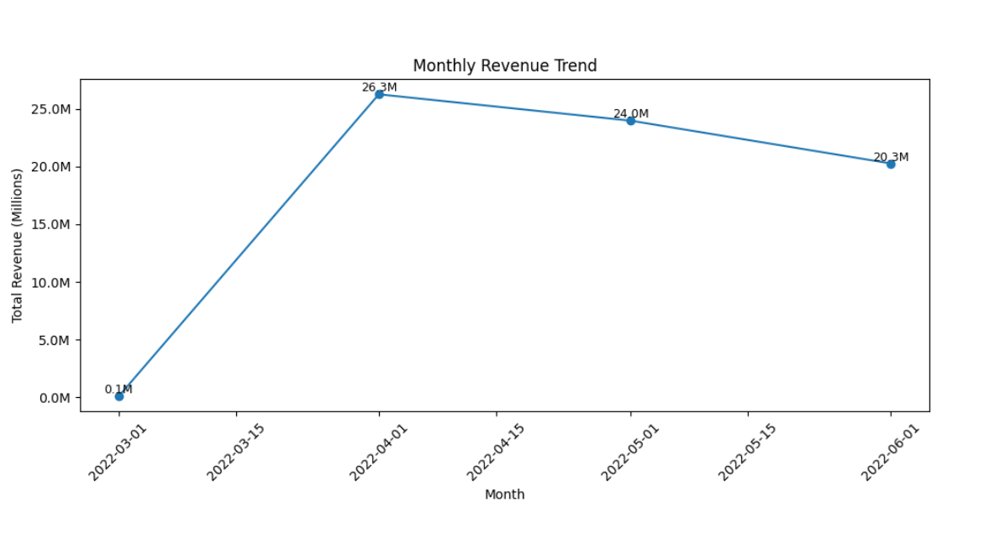 Monthly Revenue Trend
Total Revenue (Millions)
25.0M
20.0M
15.0M
10.0M
5.0M
0.0M
0.1M
26.3M
24.0M
20.3M
2022-03-01
2022-03-15
2022-04-01
2022-04-15
2022-05-01
2022-05-15
2022-06-01
Month